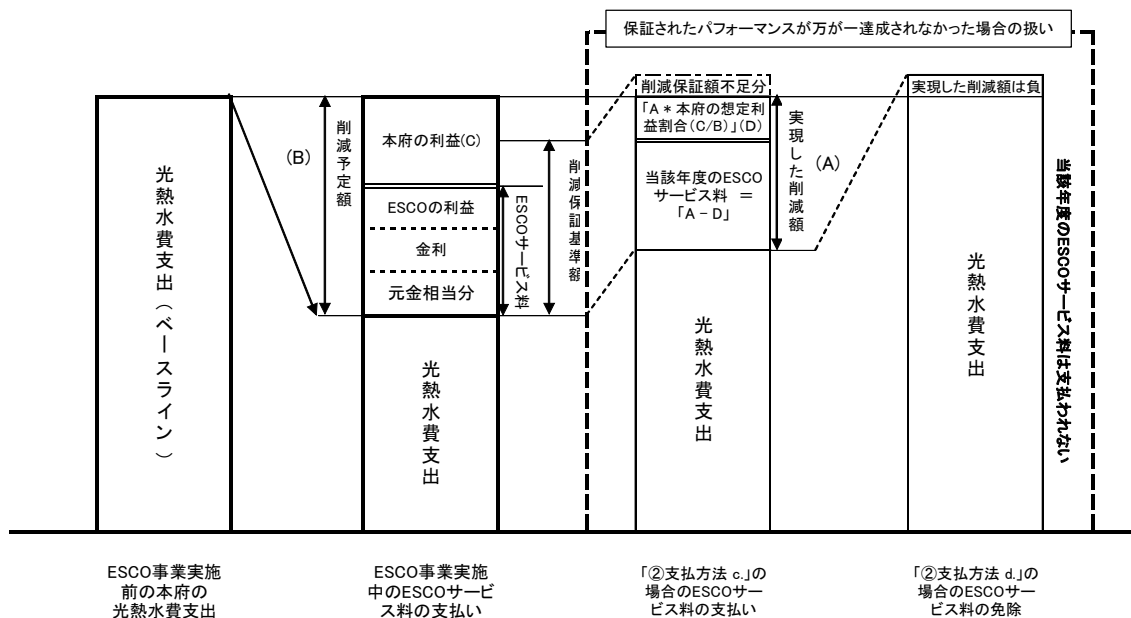 保証されたパフォーマンスが万が一達成されなかった場合の扱い
光熱水費支出(ベースライン)
(B)
削減予定額
本府の利益(C)
ESCOの利益
金利
元金相当分
光熱水費支出
ESCOサービス料
削減保証基準額
削減保証額不足分
「A * 本府の想定利
益割合(C/B)」(D)
当該年度のESCO
サービス料 =
「A - D」
光熱水費支出
実現した削減額
(A)
実現した削減額は負
光熱水費支出
当該年度のESCOサービス料は支払われない
ESCO事業実施
前の本府の
光熱水費支出
ESCO事業実施
中のESCOサービ
ス料の支払い
「②支払方法 c.」の
場合のESCOサー
ビス料の支払い
「②支払方法 d.」の
場合のESCOサー
ビス料の免除